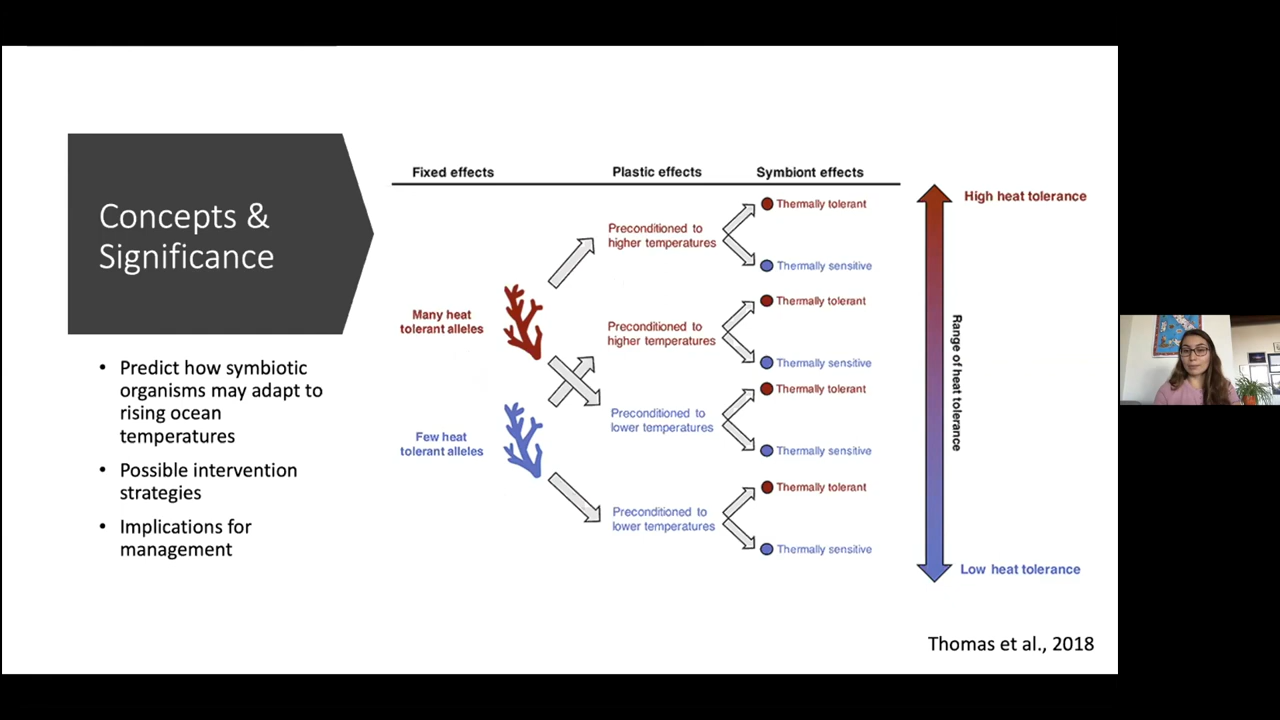 Concepts &
Significance
• Predict how symbiotic
organisms may adapt to
rising ocean
temperatures
• Possible intervention
strategies
• Implications for
management
Fixed effects
Plastic effects
Symbiont effects
Many heat
tolerant alleles
Few heat
tolerant alleles
Preconditioned to
higher temperatures
Preconditioned to
higher temperatures
Preconditioned to
lower temperatures
Preconditioned to
lower temperatures
Thermally tolerant
Thermally sensitive
Thermally tolerant
Thermally sensitive
Thermally tolerant
Thermally sensitive
Thermally tolerant
Thermally sensitive
High heat tolerance
Range of heat tolerance
Low heat tolerance
Thomas et al., 2018